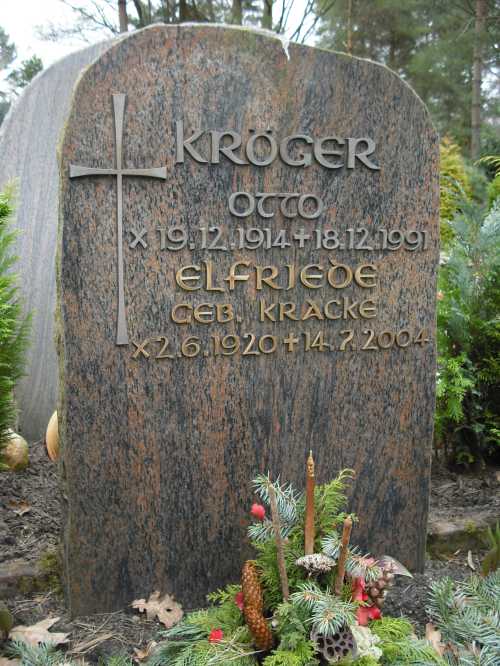 KRÖGER
OTTO
× 19.12.1914 + 18.12.1991
ELFRIEDE
GEB. KRACKE
× 2.6.1920 + 14.7.2004